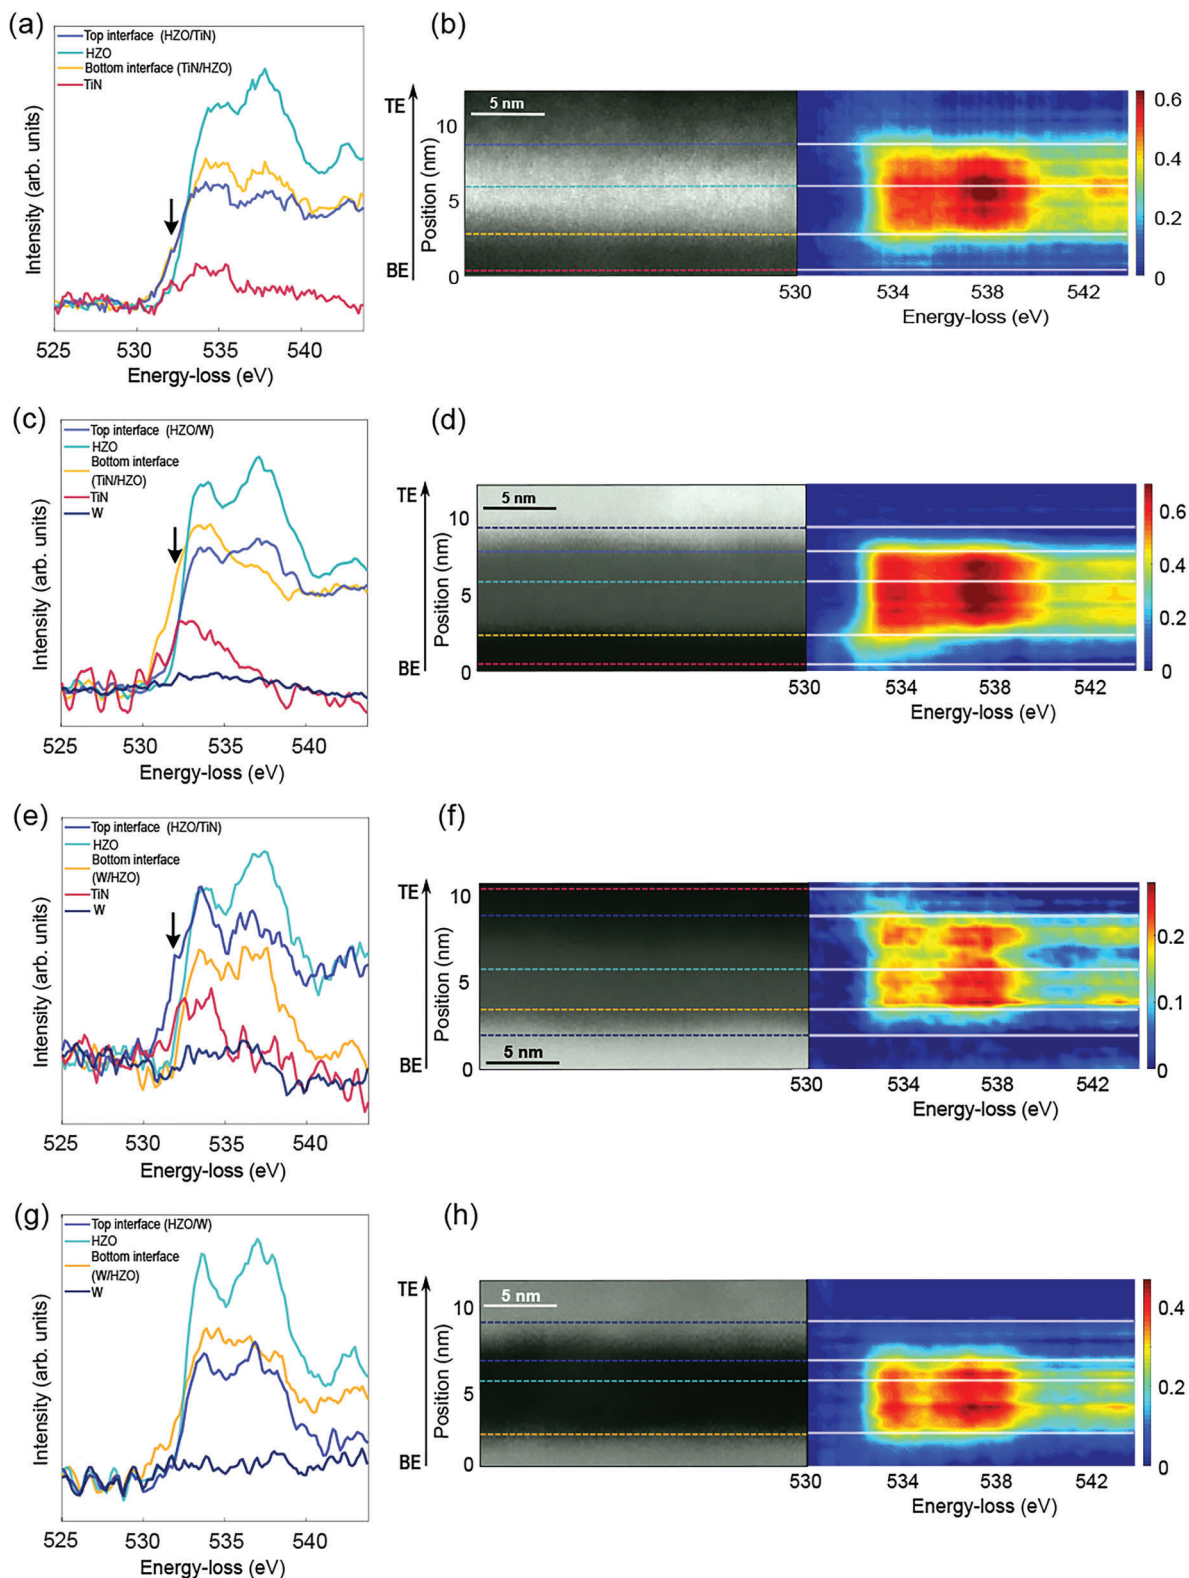 (a)
Top interface (HZO/TiN)
HZO
Bottom interface (TiN/HZO)
TiN
Intensity (arb. units)
525 530 535 540
Energy-loss (eV)
(b)
TE
BE
Position (nm)
10
5
0
5 nm
530 534 538 542
Energy-loss (eV)
0.6
0.4
0.2
0
(c)
Top interface (HZO/W)
HZO
Bottom interface
(TiN/HZO)
TiN
W
Intensity (arb. units)
525 530 535 540
Energy-loss (eV)
(d)
TE
BE
Position (nm)
10
5
0
5 nm
530 534 538 542
Energy-loss (eV)
0.6
0.4
0.2
0
(e)
Top interface (HZO/TiN)
HZO
Bottom interface
(W/HZO)
TiN
W
Intensity (arb. units)
525 530 535 540
Energy-loss (eV)
(f)
TE
BE
Position (nm)
10
5
0
5 nm
530 534 538 542
Energy-loss (eV)
0.2
0.1
0
(g)
Top interface (HZO/W)
HZO
Bottom interface
(W/HZO)
W
Intensity (arb. units)
525 530 535 540
Energy-loss (eV)
(h)
TE
BE
Position (nm)
10
5
0
5 nm
530 534 538 542
Energy-loss (eV)
0.4
0.2
0